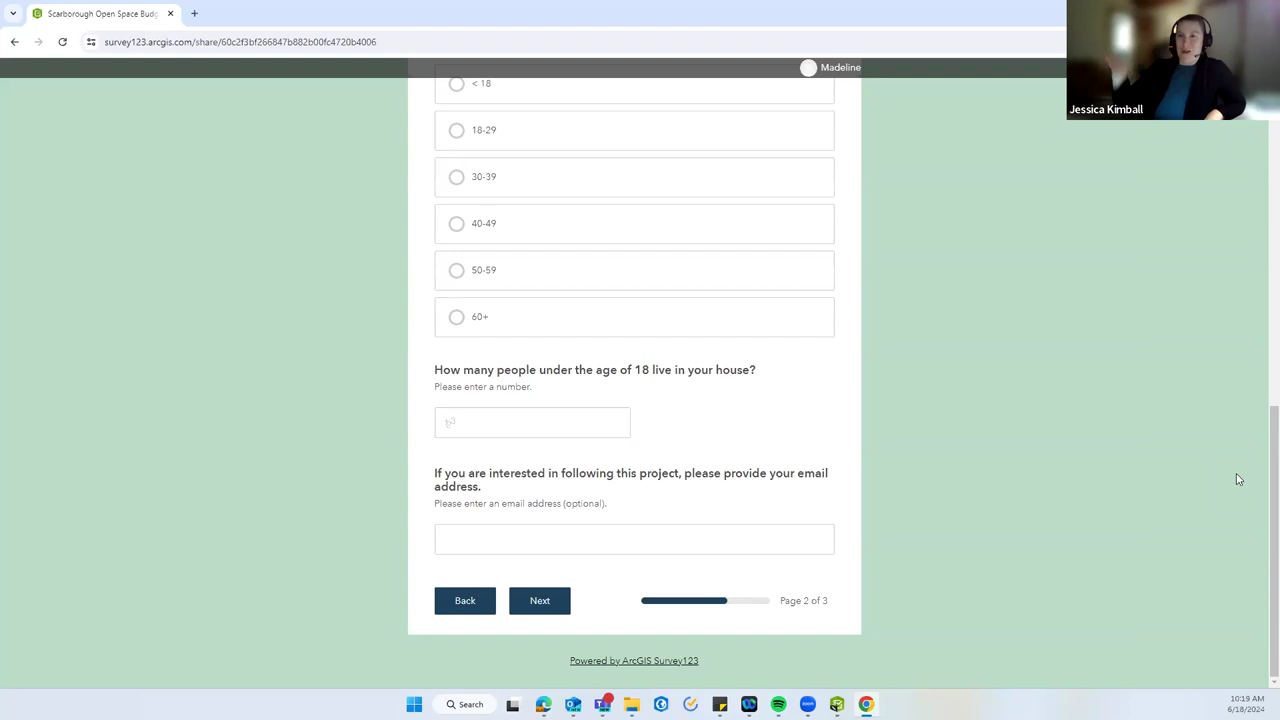 Scarborough Open Space Budg
survey123.arcgis.com/share/60c2f3bf266847b882b00fc4720b4006
Madeline
Jessica Kimball
< 18
18-29
30-39
40-49
50-59
60+
How many people under the age of 18 live in your house?
Please enter a number.
If you are interested in following this project, please provide your email
address.
Please enter an email address (optional).
Back
Next
Page 2 of 3
Powered by ArcGIS Survey123
Search
10:19 AM
6/18/2024